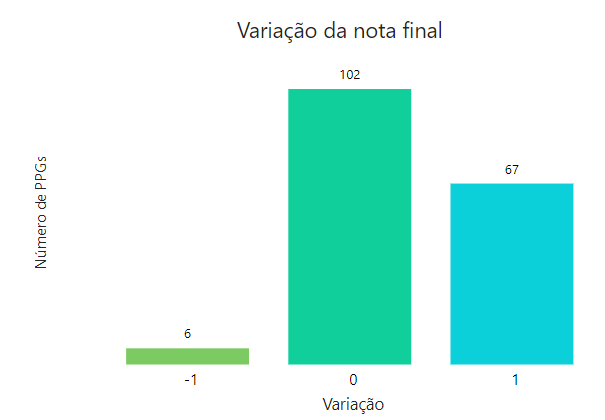 Variação da nota final
102
67
6
Número de PPGs
-1
0
1
Variação